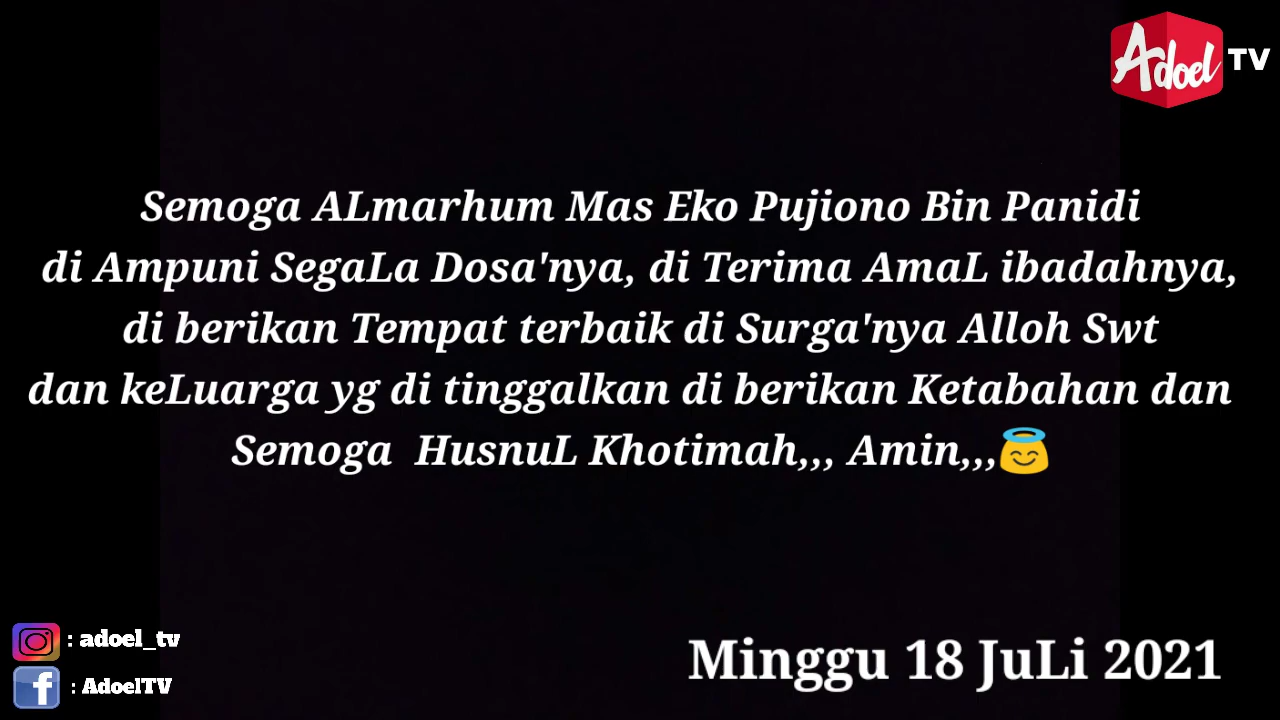 Adoel TV
Semoga ALmarhum Mas Eko Pujiono Bin Panidi
di Ampuni SegaLa Dosa'nya, di Terima AmaL ibadahnya,
di berikan Tempat terbaik di Surga'nya Alloh Swt
dan keLuarga yg di tinggalkan di berikan Ketabahan dan
Semoga HusnuL Khotimah,,, Amin,,,😇
: adoel_tv
: AdoelTV
Minggu 18 JuLi 2021